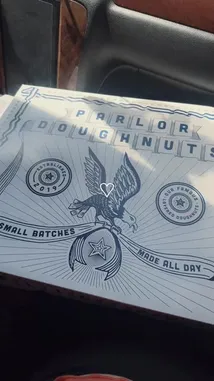 PARLOR
DOUGHNUTS
ESTABLISHED
2019
OUR FAMOUS
SMALL BATCHES
MADE ALL DAY